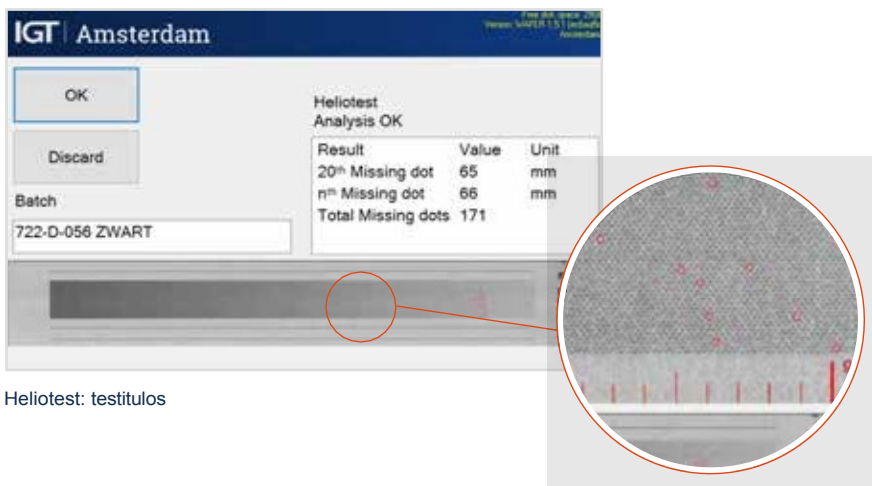 IGT Amsterdam
OK
Discard
Batch
722-D-056 ZWART
Heliotest
Analysis OK
Result Value Unit
20th Missing dot 65 mm
nth Missing dot 66 mm
Total Missing dots 171
Heliotest: testitulos